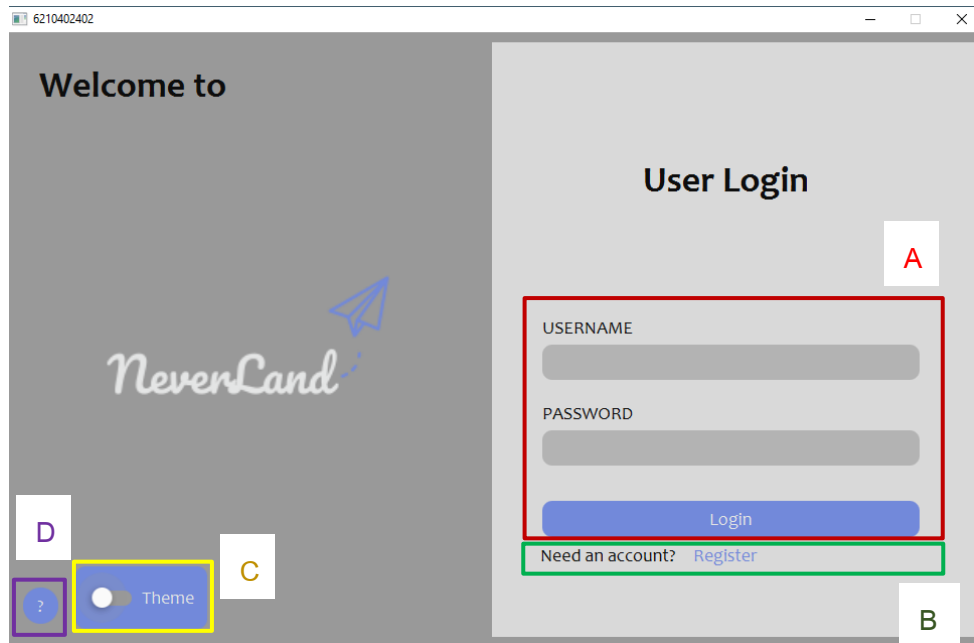 6210402402
Welcome to
User Login
A
USERNAME
NeverLand
PASSWORD
D
Login
Need an account? Register
C
? Theme
B